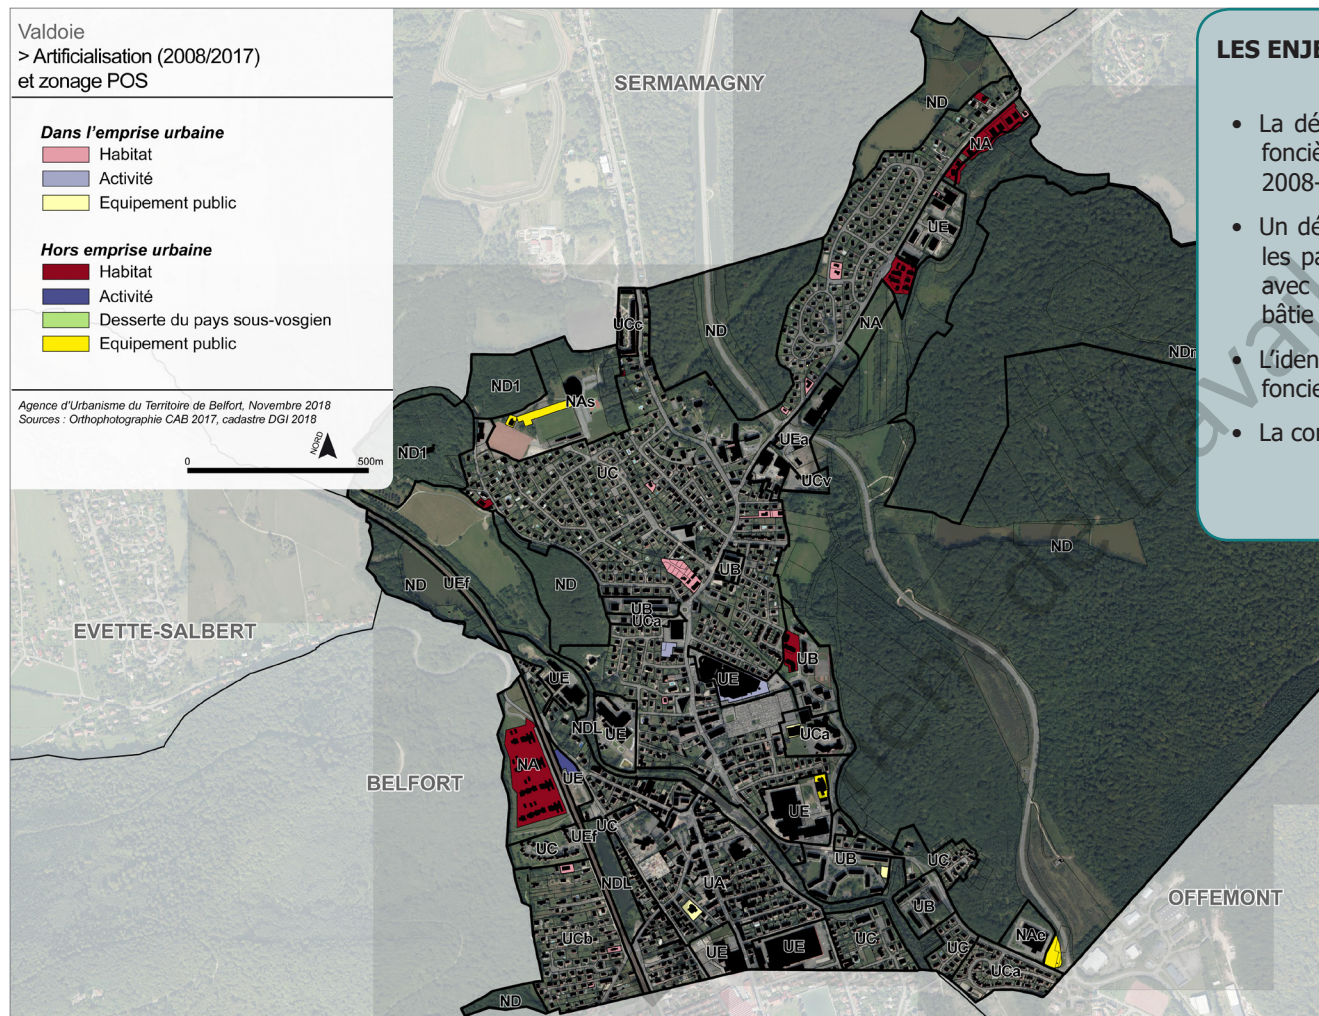 Valdoie
> Artificialisation (2008/2017)
et zonage POS
Dans l'emprise urbaine
Habitat
Activité
Equipement public
Hors emprise urbaine
Habitat
Activité
Desserte du pays sous-vosgien
Equipement public
Agence d'Urbanisme du Territoire de Belfort, Novembre 2018
Sources : Orthophotographie CAB 2017, cadastre DGI 2018
NORD
0 500m
LES ENJE
• La dé
foncièr
2008-
• Un dé
les pa
avec
bâtie
• L'iden
foncie
• La cor
SERMAMAGNY
ND
NA
UE
UCc
ND
NA
NDr
ND1
NAs
ND1
UEa
UC
UCv
ND
ND
UEf
ND
UB
EVETTE-SALBERT
UB
UCa
UB
UE
UE
NDL
UE
UCa
NA
UE
BELFORT
UE
UC
UEf
UC
UB
UC
NDL
UA
OFFEMONT
UB
UCb
UE
UE
UC
UC
NAe
UCa
ND
travail